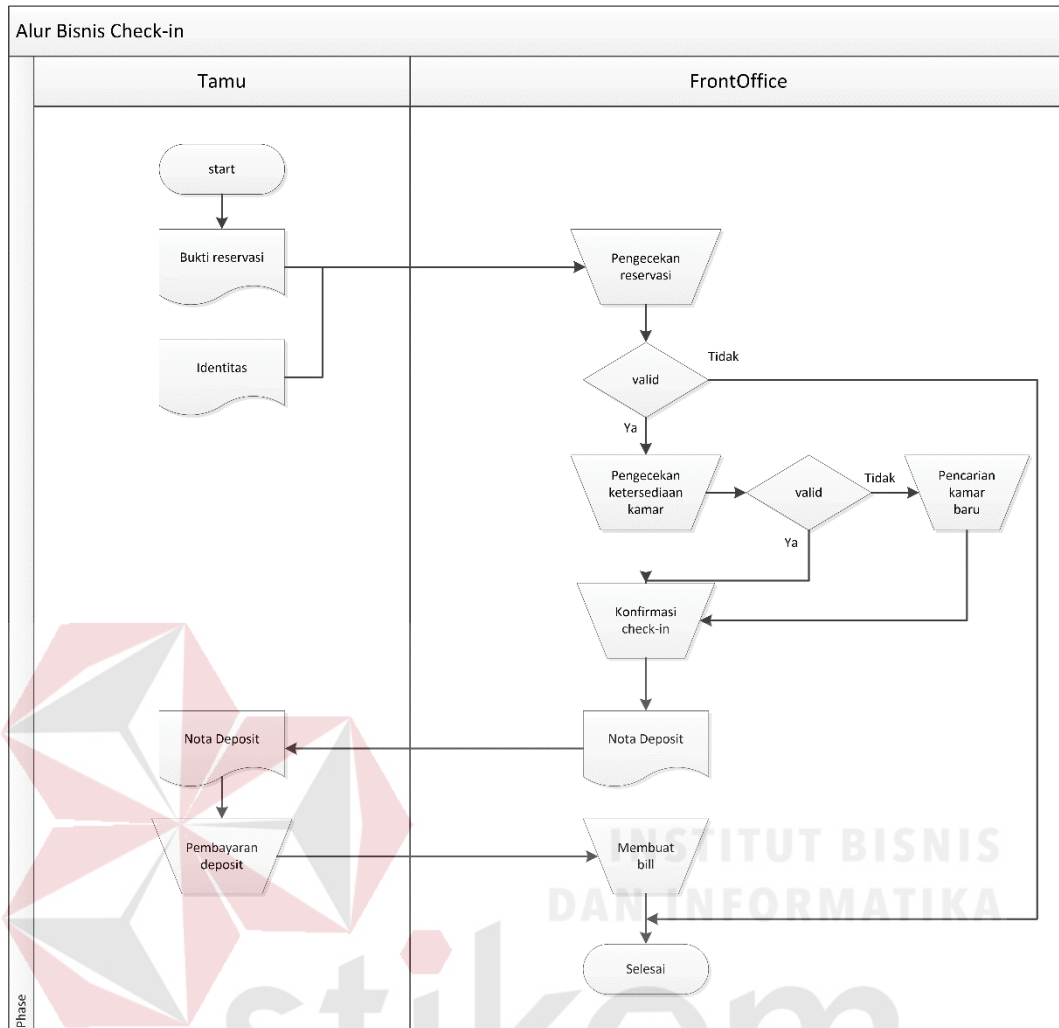 Alur Bisnis Check-in
Tamu
FrontOffice
start
Bukti reservasi
Pengecekan
reservasi
Identitas
valid
Tidak
Ya
Pengecekan
ketersediaan
kamar
valid
Tidak
Pencarian
kamar
baru
Ya
Konfirmasi
check-in
Nota Deposit
Nota Deposit
Pembayaran
deposit
Membuat
bill
INSTITUT BISNIS
DAN INFORMATIKA
Selesai
Phase
stikom